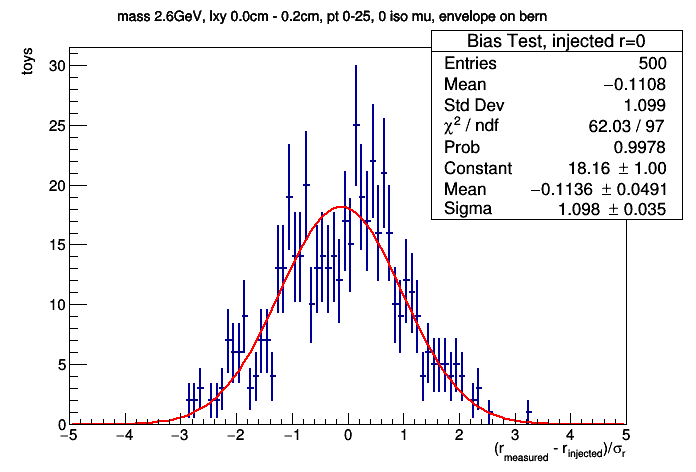 mass 2.6GeV, lxy 0.0cm - 0.2cm, pt 0-25, 0 iso mu, envelope on bern
Bias Test, injected r=0
Entries 500
Mean −0.1108
Std Dev 1.099
χ² / ndf 62.03 / 97
Prob 0.9978
Constant 18.16 ± 1.00
Mean −0.1136 ± 0.0491
Sigma 1.098 ± 0.035
toys
30
25
20
15
10
5
0
−5 −4 −3 −2 −1 0 1 2 3 4 5
(r_measured - r_injected)/σ_r